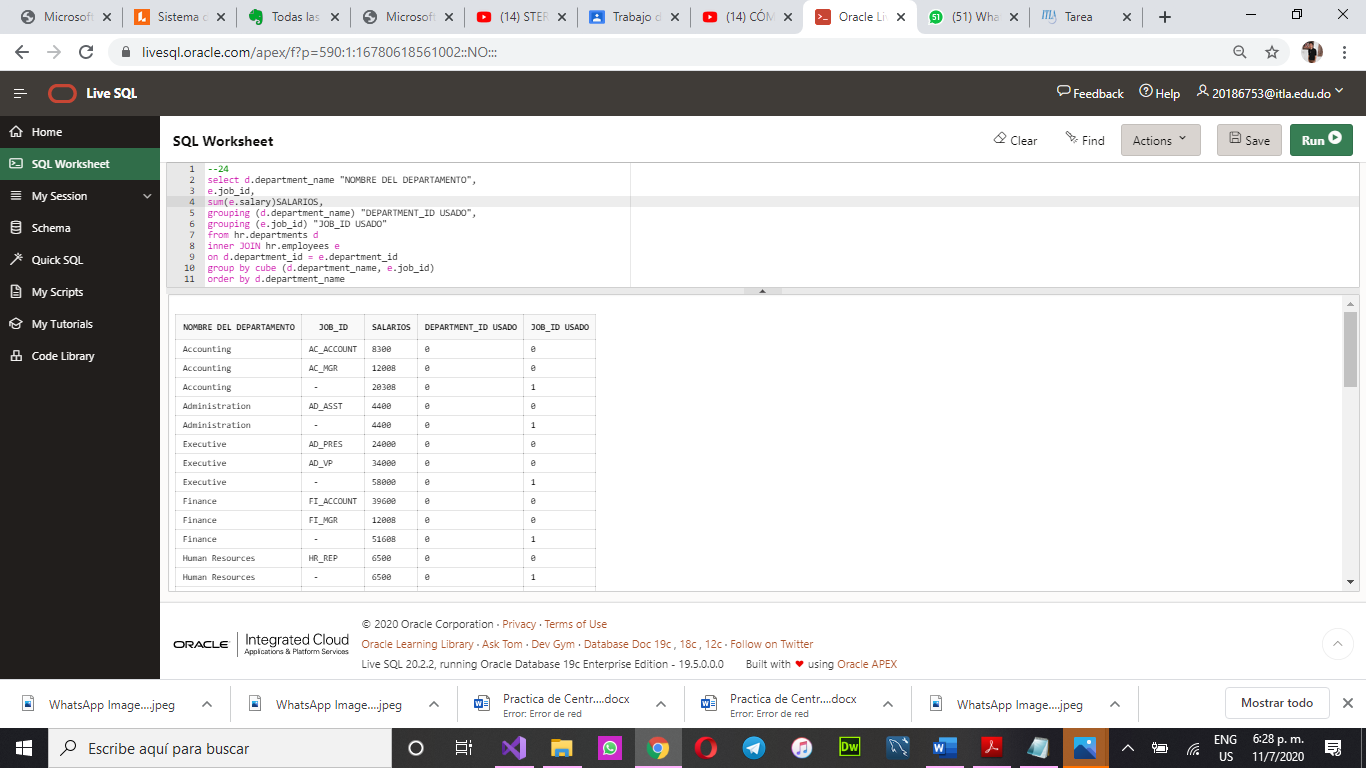 Microsoft
Sistema d
Todas las
Microsoft
(14) STER
Trabajo d
(14) CÓM
Oracle Liv
(51) Wha
Tarea
livesql.oracle.com/apex/f?p=590:1:16780618561002::NO:::
Live SQL
Feedback
Help
20186753@itla.edu.do
Home
SQL Worksheet
My Session
Schema
Quick SQL
My Scripts
My Tutorials
Code Library
SQL Worksheet
Clear
Find
Actions
Save
Run
1 --24
2 select d.department_name "NOMBRE DEL DEPARTAMENTO",
3 e.job_id,
4 sum(e.salary)SALARIOS,
5 grouping (d.department_name) "DEPARTMENT_ID USADO",
6 grouping (e.job_id) "JOB_ID USADO"
7 from hr.departments d
8 inner JOIN hr.employees e
9 on d.department_id = e.department_id
10 group by cube (d.department_name, e.job_id)
11 order by d.department_name
NOMBRE DEL DEPARTAMENTO JOB_ID SALARIOS DEPARTMENT_ID USADO JOB_ID USADO
Accounting AC_ACCOUNT 8300 0 0
Accounting AC_MGR 12008 0 0
Accounting - 20308 0 1
Administration AD_ASST 4400 0 0
Administration - 4400 0 1
Executive AD_PRES 24000 0 0
Executive AD_VP 34000 0 0
Executive - 58000 0 1
Finance FI_ACCOUNT 39600 0 0
Finance FI_MGR 12008 0 0
Finance - 51608 0 1
Human Resources HR_REP 6500 0 0
Human Resources - 6500 0 1
ORACLE Integrated Cloud
Applications & Platform Services
© 2020 Oracle Corporation · Privacy · Terms of Use
Oracle Learning Library · Ask Tom · Dev Gym · Database Doc 19c, 18c, 12c · Follow on Twitter
Live SQL 20.2.2, running Oracle Database 19c Enterprise Edition - 19.5.0.0.0 Built with ❤ using Oracle APEX
WhatsApp Image....jpeg
WhatsApp Image....jpeg
Practica de Centr....docx
Error: Error de red
Practica de Centr....docx
Error: Error de red
WhatsApp Image....jpeg
Mostrar todo
Escribe aquí para buscar
Dw
ENG
US
6:28 p. m.
11/7/2020